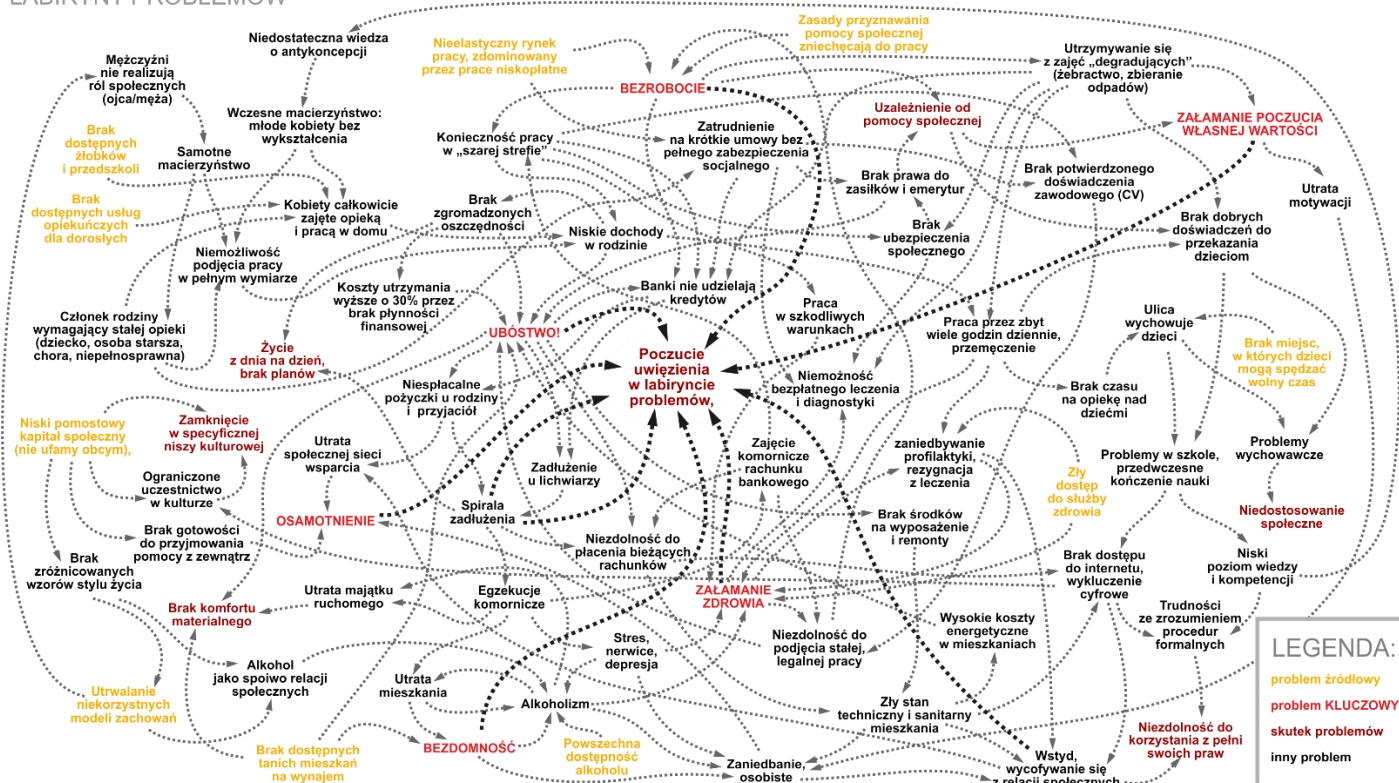 LABIRYNT PROBLEMÓW
Niedostateczna wiedza
o antykoncepcji
Nieelastyczny rynek
pracy, zdominowany
przez prace niskopłatne
Zasady przyznawania
pomocy społecznej
zniechęcają do pracy
Utrzymywanie się
z zajęć „degradujących”
(żebractwo, zbieranie
odpadów)
Mężczyźni
nie realizują
ról społecznych
(ojca/męża)
BEZROBOCIE
Wczesne macierzyństwo:
młode kobiety bez
wykształcenia
Uzależnienie od
pomocy społecznej
ZAŁAMANIE POCZUCIA
WŁASNEJ WARTOŚCI
Brak
dostępnych
żłobków
i przedszkoli
Samotne
macierzyństwo
Konieczność pracy
w „szarej strefie”
Zatrudnienie
na krótkie umowy bez
pełnego zabezpieczenia
socjalnego
Brak prawa do
zasiłków i emerytur
Brak potwierdzonego
doświadczenia
zawodowego (CV)
Utrata
motywacji
Brak
dostępnych usług
opiekuńczych
dla dorosłych
Kobiety całkowicie
zajęte opieką
i pracą w domu
Brak
zgromadzonych
oszczędności
Niskie dochody
w rodzinie
Brak
ubezpieczenia
społecznego
Brak dobrych
doświadczeń do
przekazania
dzieciom
Niemożliwość
podjęcia pracy
w pełnym wymiarze
Koszty utrzymania
wyższe o 30% przez
brak płynności
finansowej
Banki nie udzielają
kredytów
Praca
w szkodliwych
warunkach
Praca przez zbyt
wiele godzin dziennie,
przemęczenie
Ulica
wychowuje
dzieci
Członek rodziny
wymagający stałej opieki
(dziecko, osoba starsza,
chora, niepełnosprawna)
Życie
z dnia na dzień,
brak planów
UBÓSTWO!
Poczucie
uwięzienia
w labiryncie
problemów,
Brak miejsc,
w których dzieci
mogą spędzać
wolny czas
Niespłacalne
pożyczki u rodziny
i przyjaciół
Niemożność
bezpłatnego leczenia
i diagnostyki
Brak czasu
na opiekę nad
dziećmi
Niski pomostowy
kapitał społeczny
(nie ufamy obcym),
Zamknięcie
w specyficznej
niszy kulturowej
Utrata
społecznej sieci
wsparcia
Zadłużenie
u lichwiarzy
Zajęcie
komornicze
rachunku
bankowego
zaniedbywanie
profilaktyki,
rezygnacja
z leczenia
Problemy w szkole,
przedwczesne
kończenie nauki
Problemy
wychowawcze
Ograniczone
uczestnictwo
w kulturze
Zły
dostęp
do służby
zdrowia
OSAMOTNIENIE
Spirala
zadłużenia
Brak środków
na wyposażenie
i remonty
Niedostosowanie
społeczne
Brak gotowości
do przyjmowania
pomocy z zewnątrz
Niezdolność do
płacenia bieżących
rachunków
Brak dostępu
do internetu,
wykluczenie
cyfrowe
Niski
poziom wiedzy
i kompetencji
Brak
zróżnicowanych
wzorów stylu życia
Utrata majątku
ruchomego
Egzekucje
komornicze
ZAŁAMANIE
ZDROWIA
Brak komfortu
materialnego
Stres,
nerwice,
depresja
Niezdolność do
podjęcia stałej,
legalnej pracy
Wysokie koszty
energetyczne
w mieszkaniach
Trudności
ze zrozumieniem
procedur
formalnych
Alkohol
jako spoiwo relacji
społecznych
Utrata
mieszkania
Alkoholizm
Zły stan
techniczny i sanitarny
mieszkania
Utrwalanie
niekorzystnych
modeli zachowań
Brak dostępnych
tanich mieszkań
na wynajem
BEZDOMNOŚĆ
Powszechna
dostępność
alkoholu
Zaniedbanie,
osobiste
Wstyd,
wycofywanie się
z relacji społecznych
Niezdolność do
korzystania z pełni
swoich praw
LEGENDA:
problem źródłowy
problem KLUCZOWY
skutek problemów
inny problem